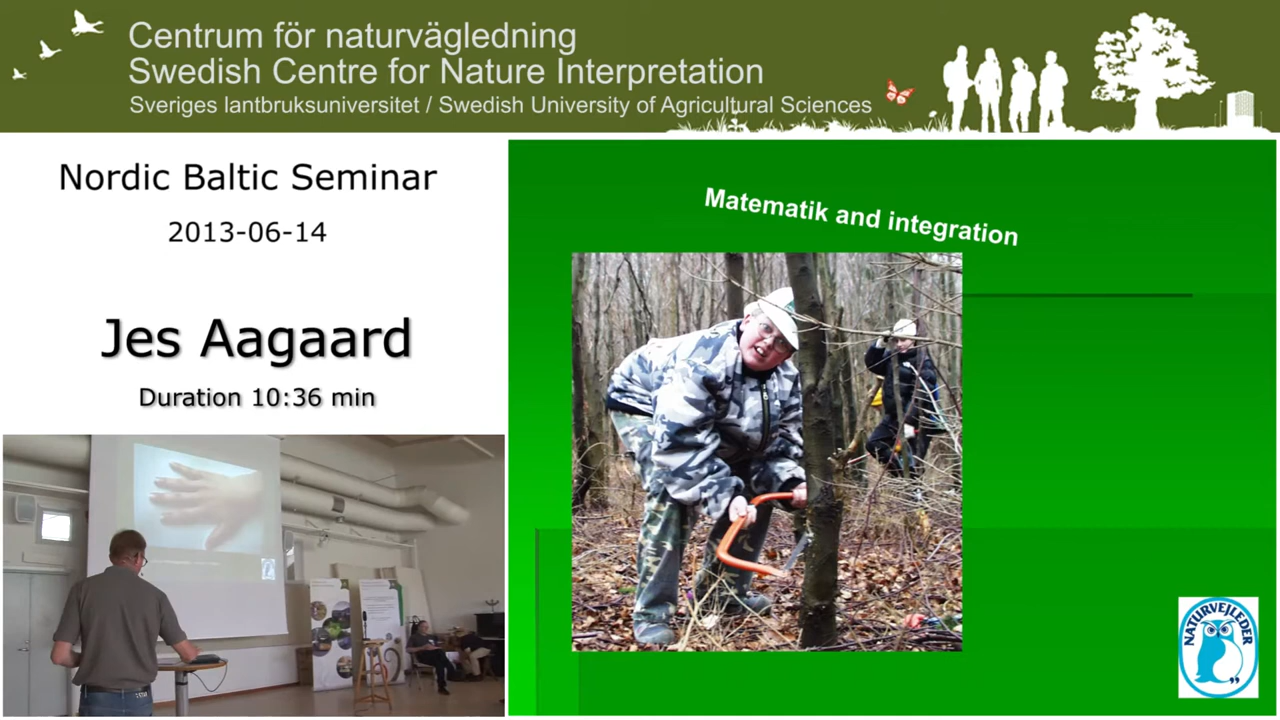 Centrum för naturvägledning
Swedish Centre for Nature Interpretation
Sveriges lantbruksuniversitet / Swedish University of Agricultural Sciences
Nordic Baltic Seminar
2013-06-14
Jes Aagaard
Duration 10:36 min
Matematik and integration
NATURVEJLEDER